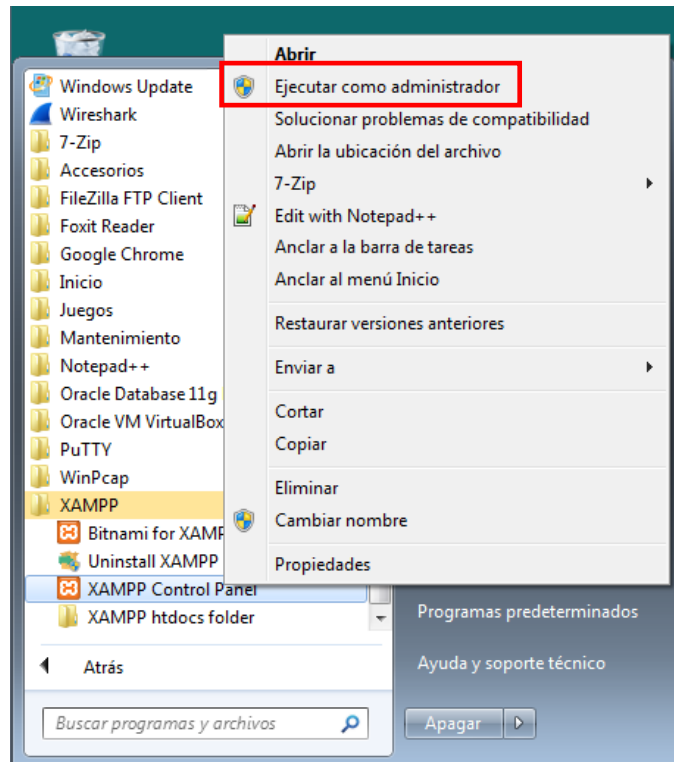 Windows Update
Wireshark
7-Zip
Accesorios
FileZilla FTP Client
Foxit Reader
Google Chrome
Inicio
Juegos
Mantenimiento
Notepad++
Oracle Database 11g
Oracle VM VirtualBox
PuTTY
WinPcap
XAMPP
Bitnami for XAMP
Uninstall XAMPP
XAMPP Control Panel
XAMPP htdocs folder
Atrás
Buscar programas y archivos
Abrir
Ejecutar como administrador
Solucionar problemas de compatibilidad
Abrir la ubicación del archivo
7-Zip
Edit with Notepad++
Anclar a la barra de tareas
Anclar al menú Inicio
Restaurar versiones anteriores
Enviar a
Cortar
Copiar
Eliminar
Cambiar nombre
Propiedades
Programas predeterminados
Ayuda y soporte técnico
Apagar